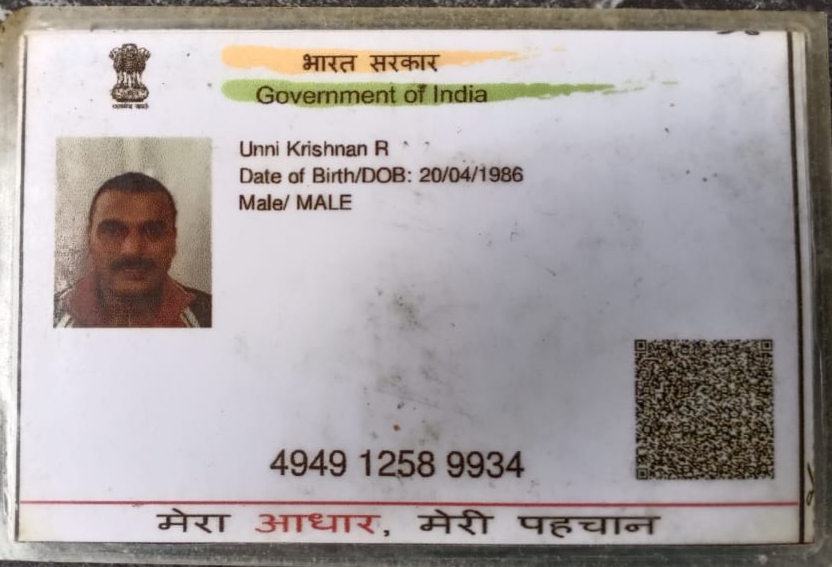 भारत सरकार
Government of India
Unni Krishnan R
Date of Birth/DOB: 20/04/1986
Male/ MALE
4949 1258 9934
मेरा आधार, मेरी पहचान